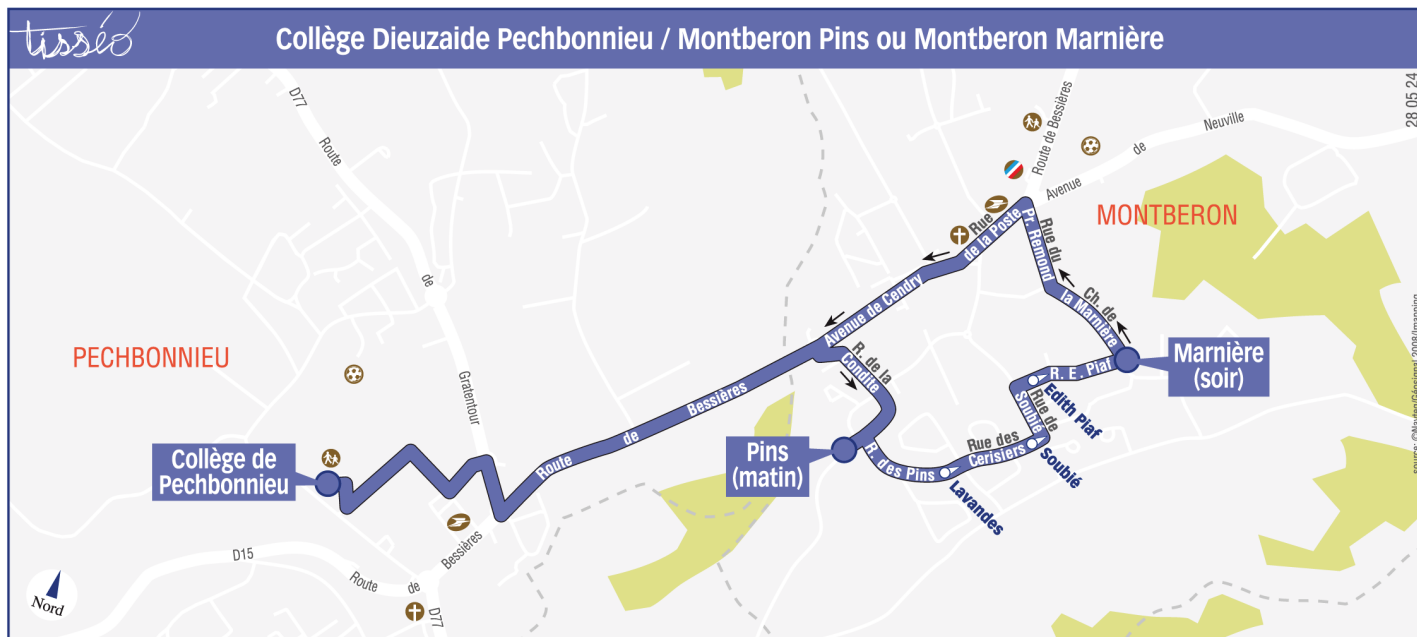 tisséo
Collège Dieuzaide Pechbonnieu / Montberon Pins ou Montberon Marnière
28 05 24
D77
Route
de
Gratentour
Route de Bessières
Avenue
de
Neuville
MONTBERON
PECHBONNIEU
Rue
de la Poste
Rue du
Pr. Rémond
Ch. de
la Marnière
Avenue de Cendry
R. de la
Condite
Marnière
(soir)
R. E. Piaf
Edith Piaf
Rue de
Soublé
Soublé
Rue des
Cerisiers
Lavandes
R. des Pins
Pins
(matin)
Route
de
Bessières
Collège de
Pechbonnieu
D15
Route
de
Bessières
D77
Nord